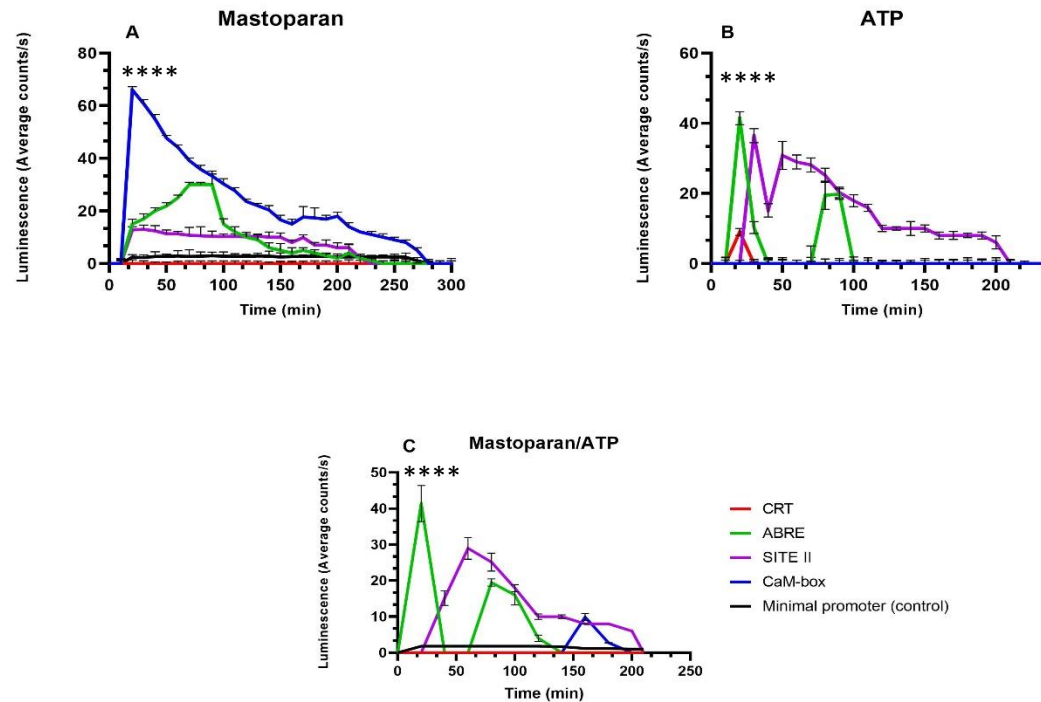 Mastoparan
A
****
Luminescence (Average counts/s)
80
60
40
20
0
0 50 100 150 200 250 300
Time (min)
ATP
B
****
Luminescence (Average counts/s)
60
40
20
0
0 50 100 150 200
Time (min)
C
Mastoparan/ATP
****
Luminescence (Average counts/s)
50
40
30
20
10
0
0 50 100 150 200 250
Time (min)
CRT
ABRE
SITE II
CaM-box
Minimal promoter (control)